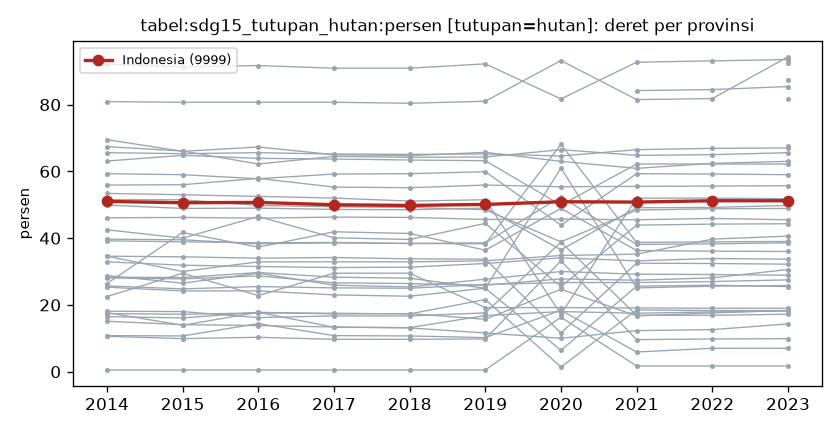 tabel:sdg15_tutupan_hutan:persen [tutupan=hutan]: deret per provinsi
Indonesia (9999)
persen
80
60
40
20
0
2014 2015 2016 2017 2018 2019 2020 2021 2022 2023